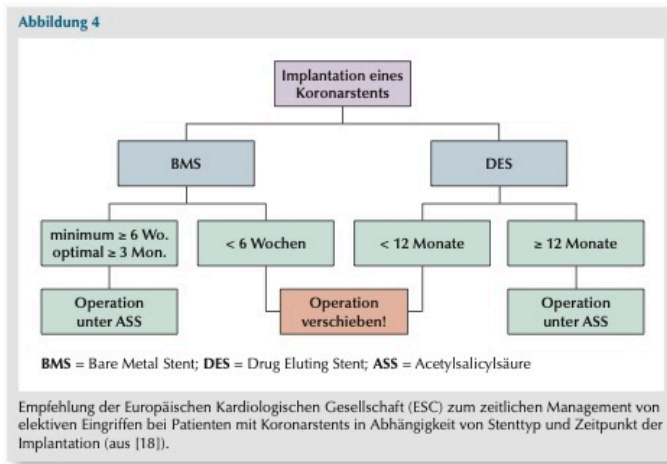 Abbildung 4
Implantation eines
Koronarstents
BMS
DES
minimum ≥ 6 Wo.
optimal ≥ 3 Mon.
< 6 Wochen
< 12 Monate
≥ 12 Monate
Operation
unter ASS
Operation
verschieben!
Operation
unter ASS
BMS = Bare Metal Stent; DES = Drug Eluting Stent; ASS = Acetylsalicylsäure
Empfehlung der Europäischen Kardiologischen Gesellschaft (ESC) zum zeitlichen Management von
elektiven Eingriffen bei Patienten mit Koronarstents in Abhängigkeit von Stenttyp und Zeitpunkt der
Implantation (aus [18]).